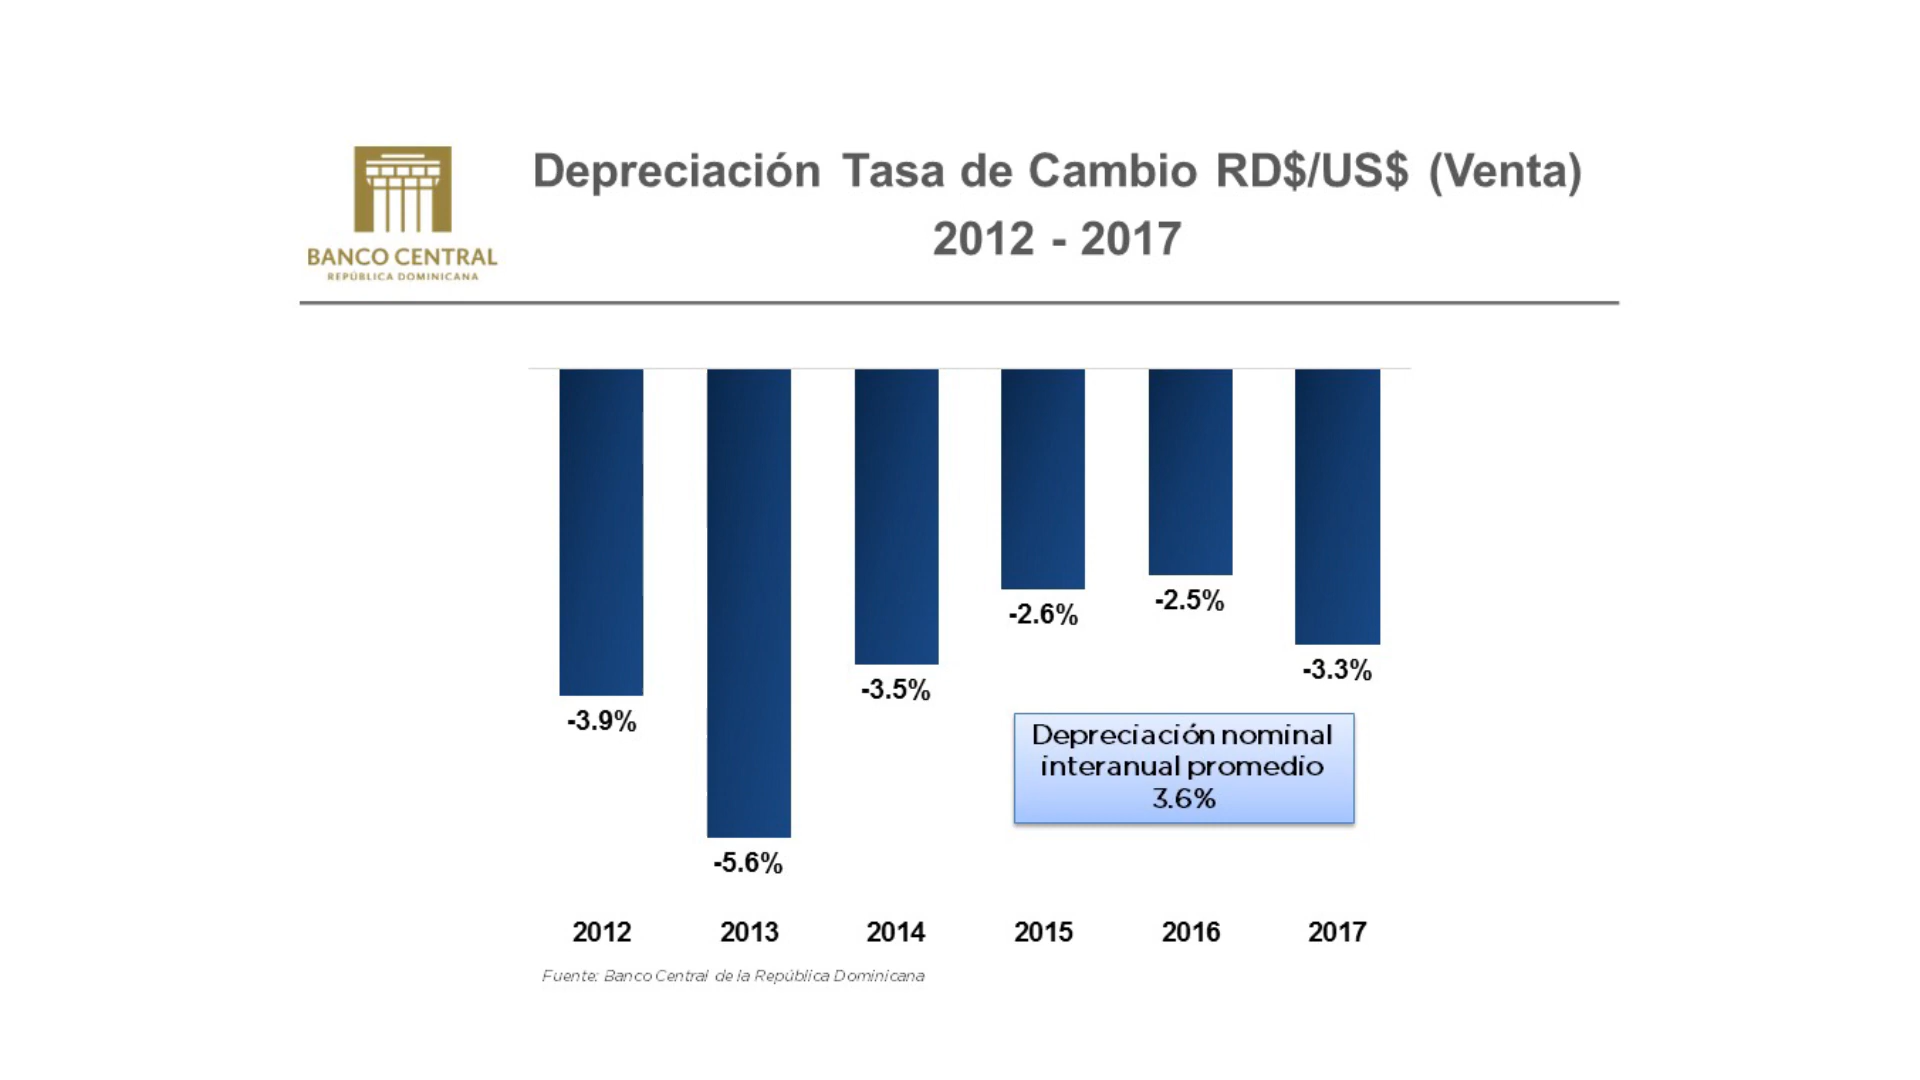 Depreciación Tasa de Cambio RD$/US$ (Venta)
2012 - 2017
BANCO CENTRAL
REPÚBLICA DOMINICANA
-3.9%
-5.6%
-3.5%
-2.6%
-2.5%
-3.3%
Depreciación nominal
interanual promedio
3.6%
2012 2013 2014 2015 2016 2017
Fuente: Banco Central de la República Dominicana